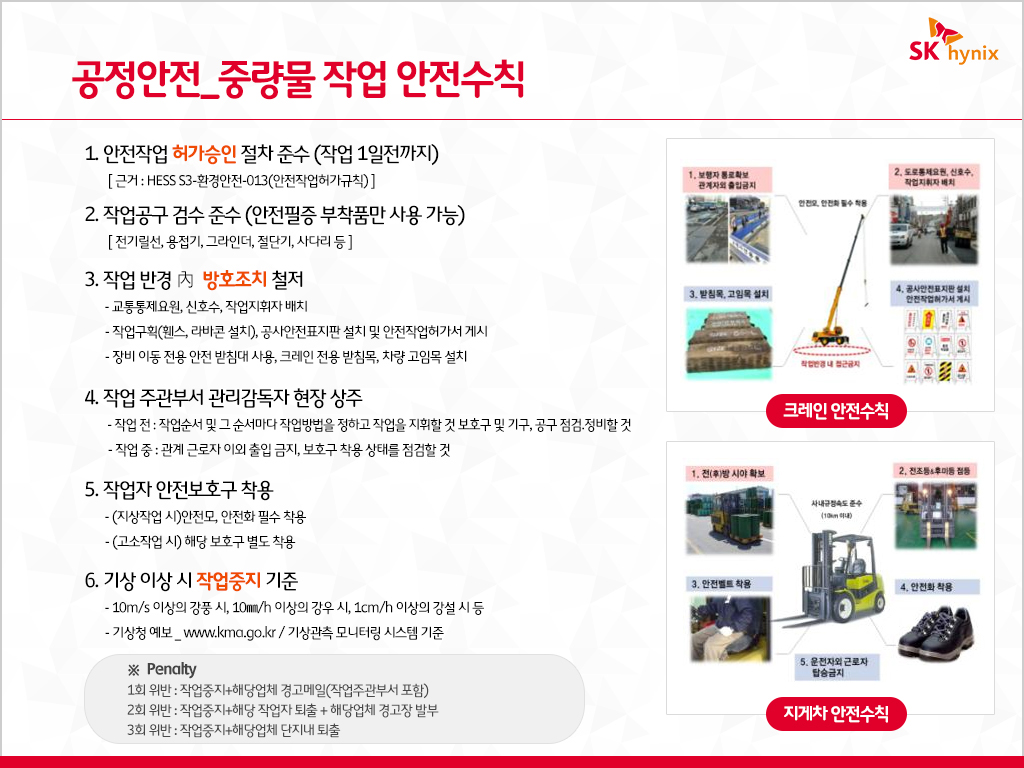 SK hynix
공정안전_중량물 작업 안전수칙
1. 안전작업 허가승인 절차 준수 (작업 1일전까지)
[ 근거 : HESS S3-환경안전-013(안전작업허가규칙) ]
2. 작업공구 검수 준수 (안전필증 부착품만 사용 가능)
[ 전기릴선, 용접기, 그라인더, 절단기, 사다리 등 ]
3. 작업 반경 內 방호조치 철저
- 교통통제요원, 신호수, 작업지휘자 배치
- 작업구획(휀스, 라바콘 설치), 공사안전표지판 설치 및 안전작업허가서 게시
- 장비 이동 전용 안전 받침대 사용, 크레인 전용 받침목, 차량 고임목 설치
4. 작업 주관부서 관리감독자 현장 상주
- 작업 전 : 작업순서 및 그 순서마다 작업방법을 정하고 작업을 지휘할 것 보호구 및 기구, 공구 점검.정비할 것
- 작업 중 : 관계 근로자 이외 출입 금지, 보호구 착용 상태를 점검할 것
5. 작업자 안전보호구 착용
- (지상작업 시)안전모, 안전화 필수 착용
- (고소작업 시) 해당 보호구 별도 착용
6. 기상 이상 시 작업중지 기준
- 10m/s 이상의 강풍 시, 10㎜/h 이상의 강우 시, 1cm/h 이상의 강설 시 등
- 기상청 예보 _ www.kma.go.kr / 기상관측 모니터링 시스템 기준
※ Penalty
1회 위반 : 작업중지+해당업체 경고메일(작업주관부서 포함)
2회 위반 : 작업중지+해당 작업자 퇴출 + 해당업체 경고장 발부
3회 위반 : 작업중지+해당업체 단지내 퇴출
1. 보행자 통로확보
관계자외 출입금지
2. 도로통제요원, 신호수,
작업지휘자 배치
안전모, 안전화 필수 착용
3. 받침목, 고임목 설치
4. 공사안전표지판 설치
안전작업허가서 게시
작업반경 내 접근금지
크레인 안전수칙
1. 전(후)방 시야 확보
2. 전조등&후미등 점등
사내규정속도 준수
(10km 이내)
3. 안전벨트 착용
4. 안전화 착용
5. 운전자외 근로자
탑승금지
지게차 안전수칙